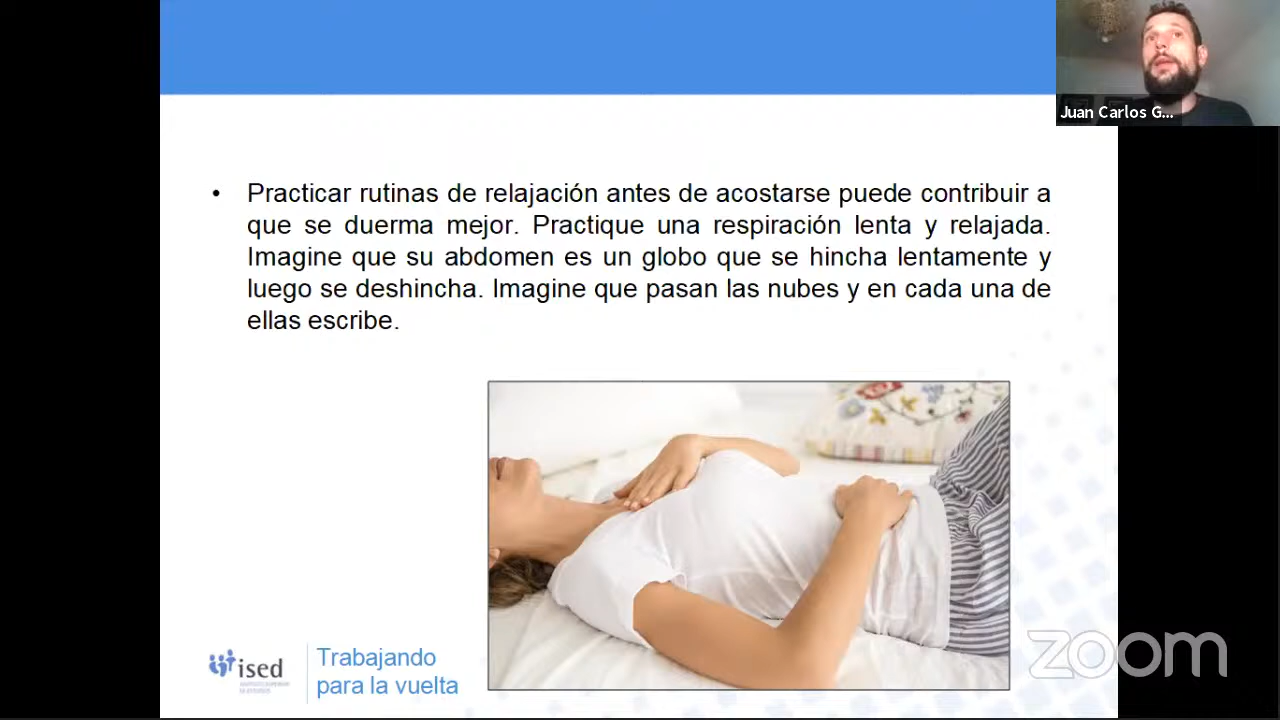 Juan Carlos G...
• Practicar rutinas de relajación antes de acostarse puede contribuir a
que se duerma mejor. Practique una respiración lenta y relajada.
Imagine que su abdomen es un globo que se hincha lentamente y
luego se deshincha. Imagine que pasan las nubes y en cada una de
ellas escribe.
ised
Trabajando
para la vuelta
zoom